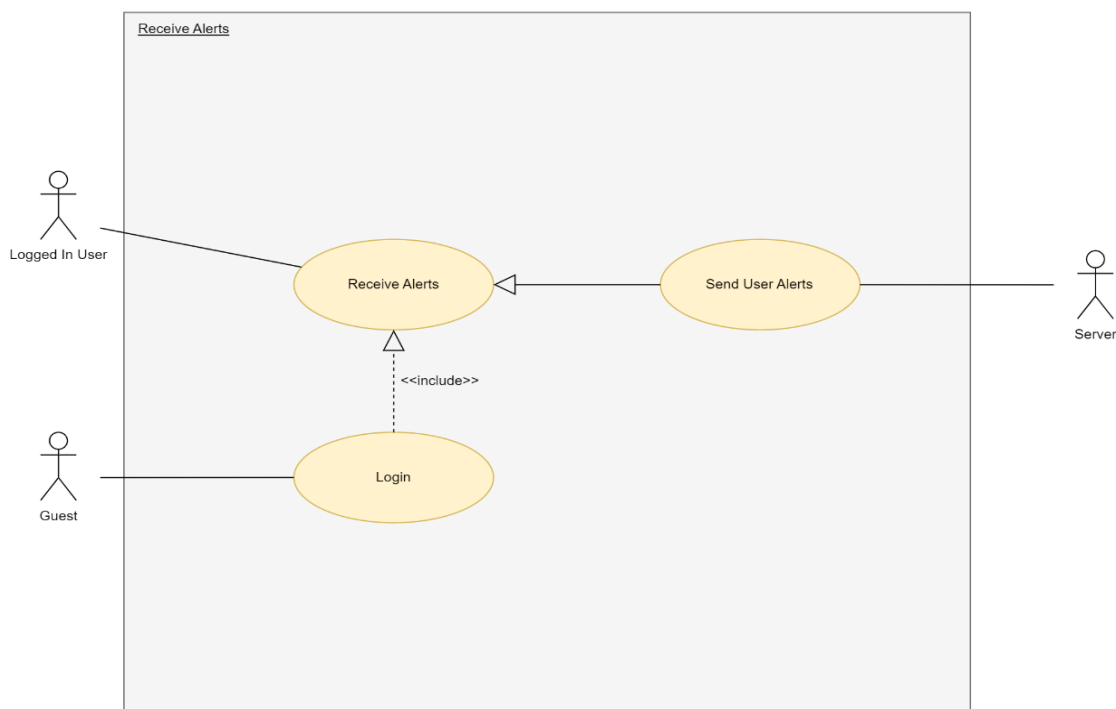 Receive Alerts
Logged In User
Receive Alerts
Send User Alerts
Server
<<include>>
Login
Guest